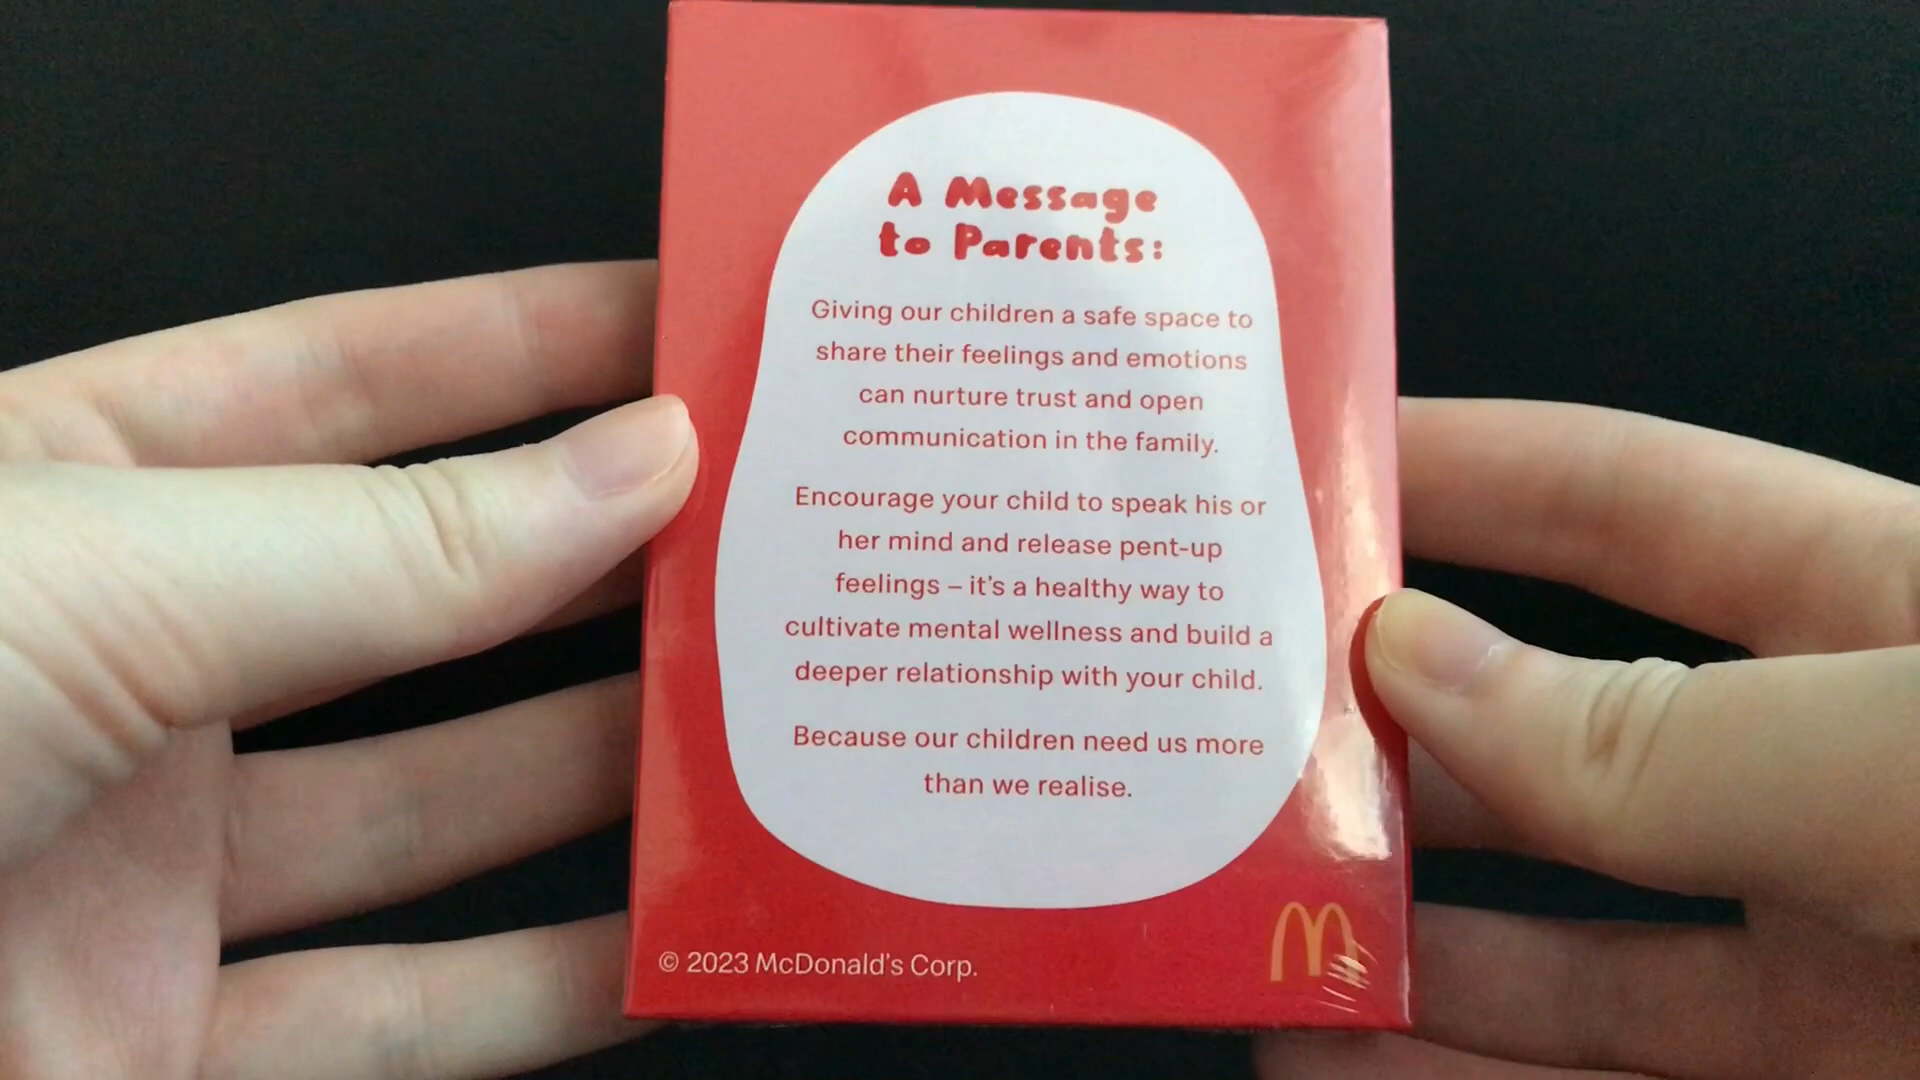 A Message
to Parents:
Giving our children a safe space to
share their feelings and emotions
can nurture trust and open
communication in the family.
Encourage your child to speak his or
her mind and release pent-up
feelings – it's a healthy way to
cultivate mental wellness and build a
deeper relationship with your child.
Because our children need us more
than we realise.
© 2023 McDonald's Corp.